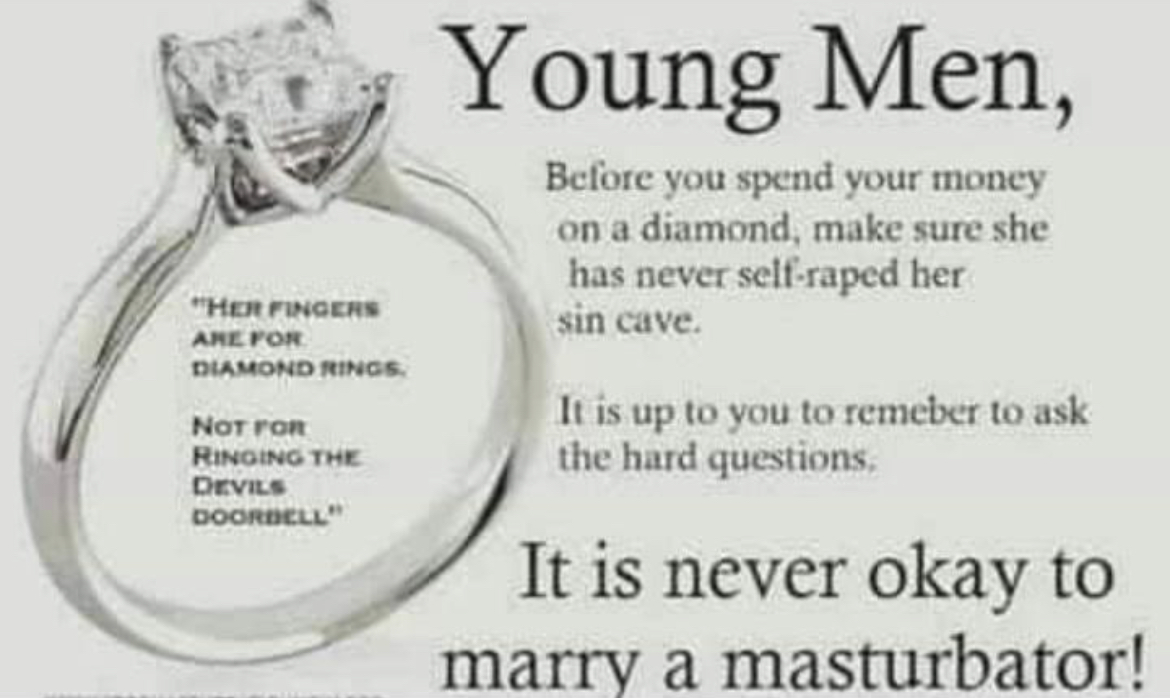 Young Men,
Before you spend your money
on a diamond, make sure she
has never self-raped her
sin cave.
"HER FINGERS
ARE FOR
DIAMOND RINGS.
NOT FOR
RINGING THE
DEVILS
DOORBELL"
It is up to you to remeber to ask
the hard questions.
It is never okay to
marry a masturbator!